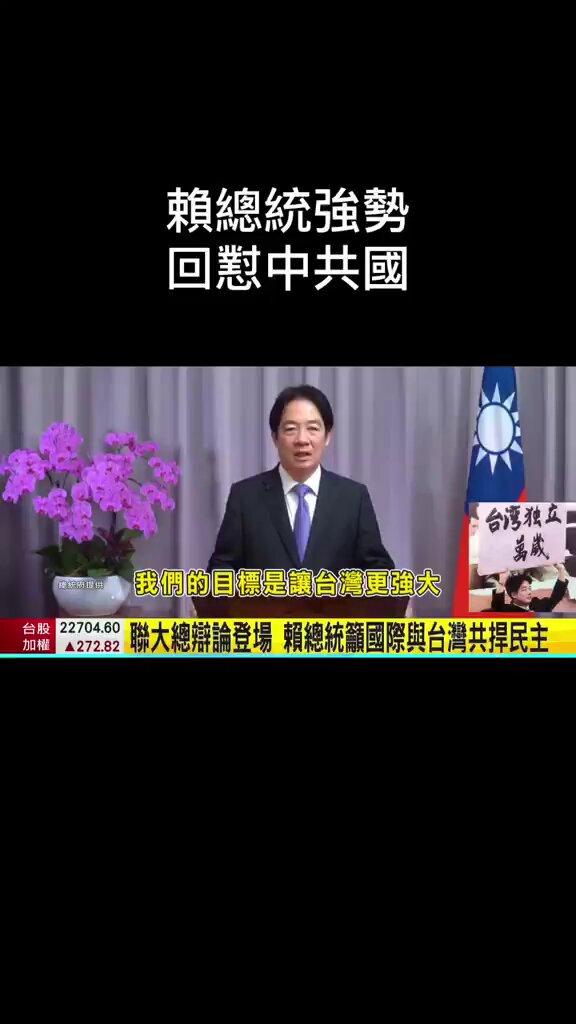 賴總統強勢
回懟中共國
台湾独立
萬歲
我們的目標是讓台灣更強大
總統府提供
台股 22704.60
加權 ▲272.82
聯大總辯論登場 賴總統籲國際與台灣共捍民主